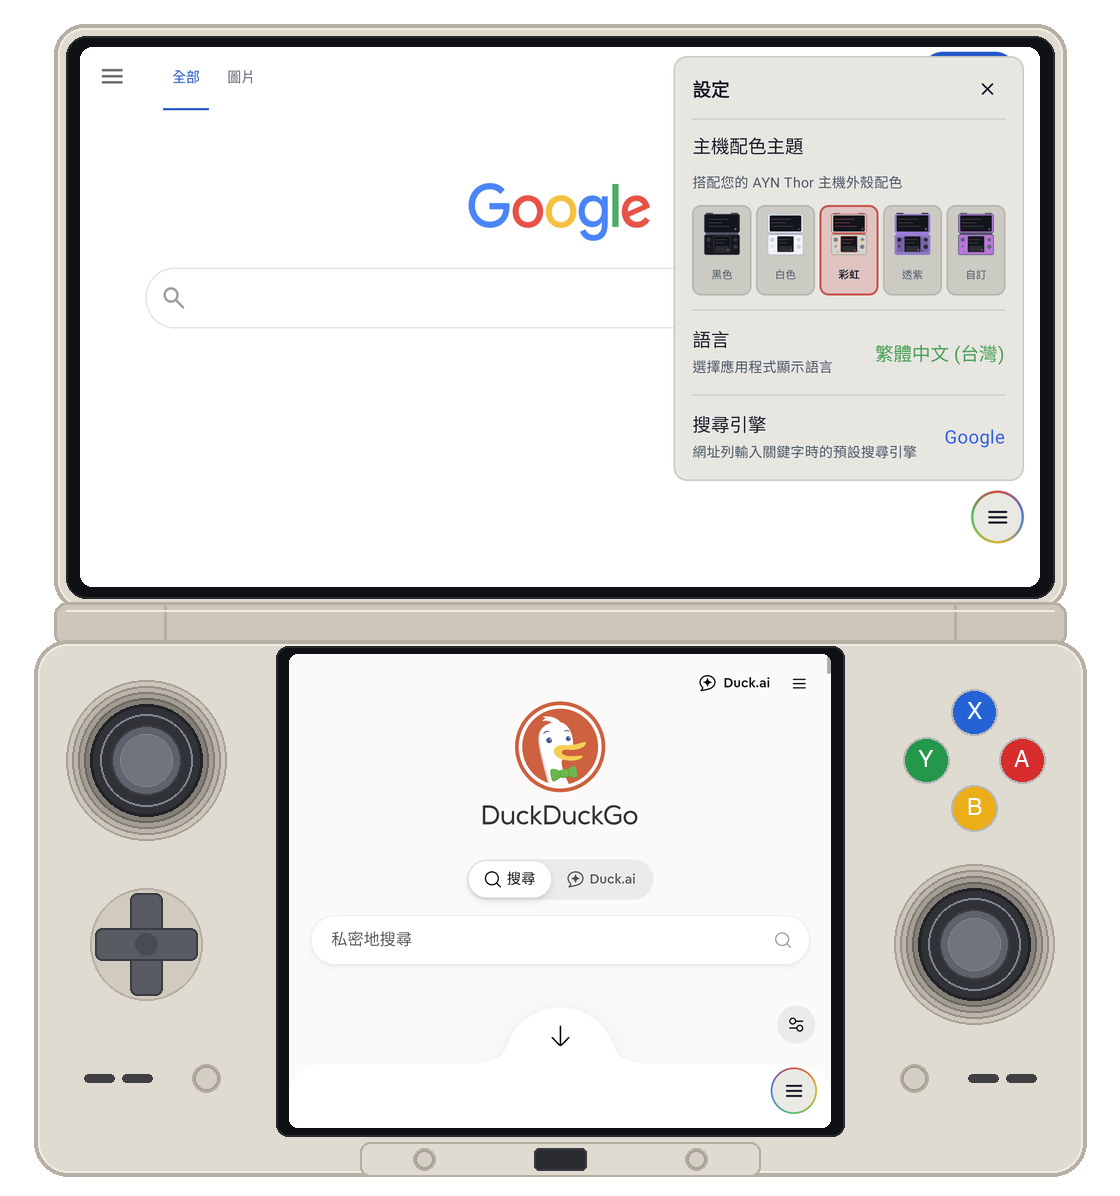 全部 圖片
設定
主機配色主題
搭配您的 AYN Thor 主機外殼配色
黑色 白色 彩虹 透紫 自訂
Google
語言
選擇應用程式顯示語言
繁體中文 (台灣)
搜尋引擎
網址列輸入關鍵字時的預設搜尋引擎
Google
Duck.ai
DuckDuckGo
搜尋 Duck.ai
私密地搜尋
X
Y
A
B